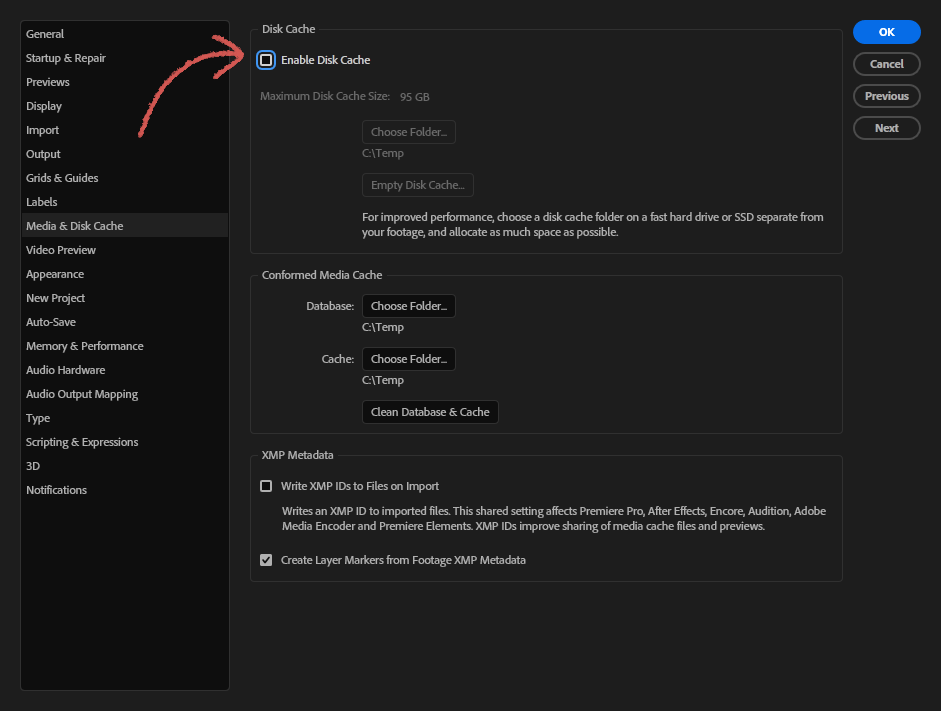 General
Startup & Repair
Previews
Display
Import
Output
Grids & Guides
Labels
Media & Disk Cache
Video Preview
Appearance
New Project
Auto-Save
Memory & Performance
Audio Hardware
Audio Output Mapping
Type
Scripting & Expressions
3D
Notifications
Disk Cache
Enable Disk Cache
Maximum Disk Cache Size: 95 GB
Choose Folder...
C:\Temp
Empty Disk Cache...
For improved performance, choose a disk cache folder on a fast hard drive or SSD separate from
your footage, and allocate as much space as possible.
Conformed Media Cache
Database: Choose Folder...
C:\Temp
Cache: Choose Folder...
C:\Temp
Clean Database & Cache
XMP Metadata
Write XMP IDs to Files on Import
Writes an XMP ID to imported files. This shared setting affects Premiere Pro, After Effects, Encore, Audition, Adobe
Media Encoder and Premiere Elements. XMP IDs improve sharing of media cache files and previews.
Create Layer Markers from Footage XMP Metadata
OK
Cancel
Previous
Next